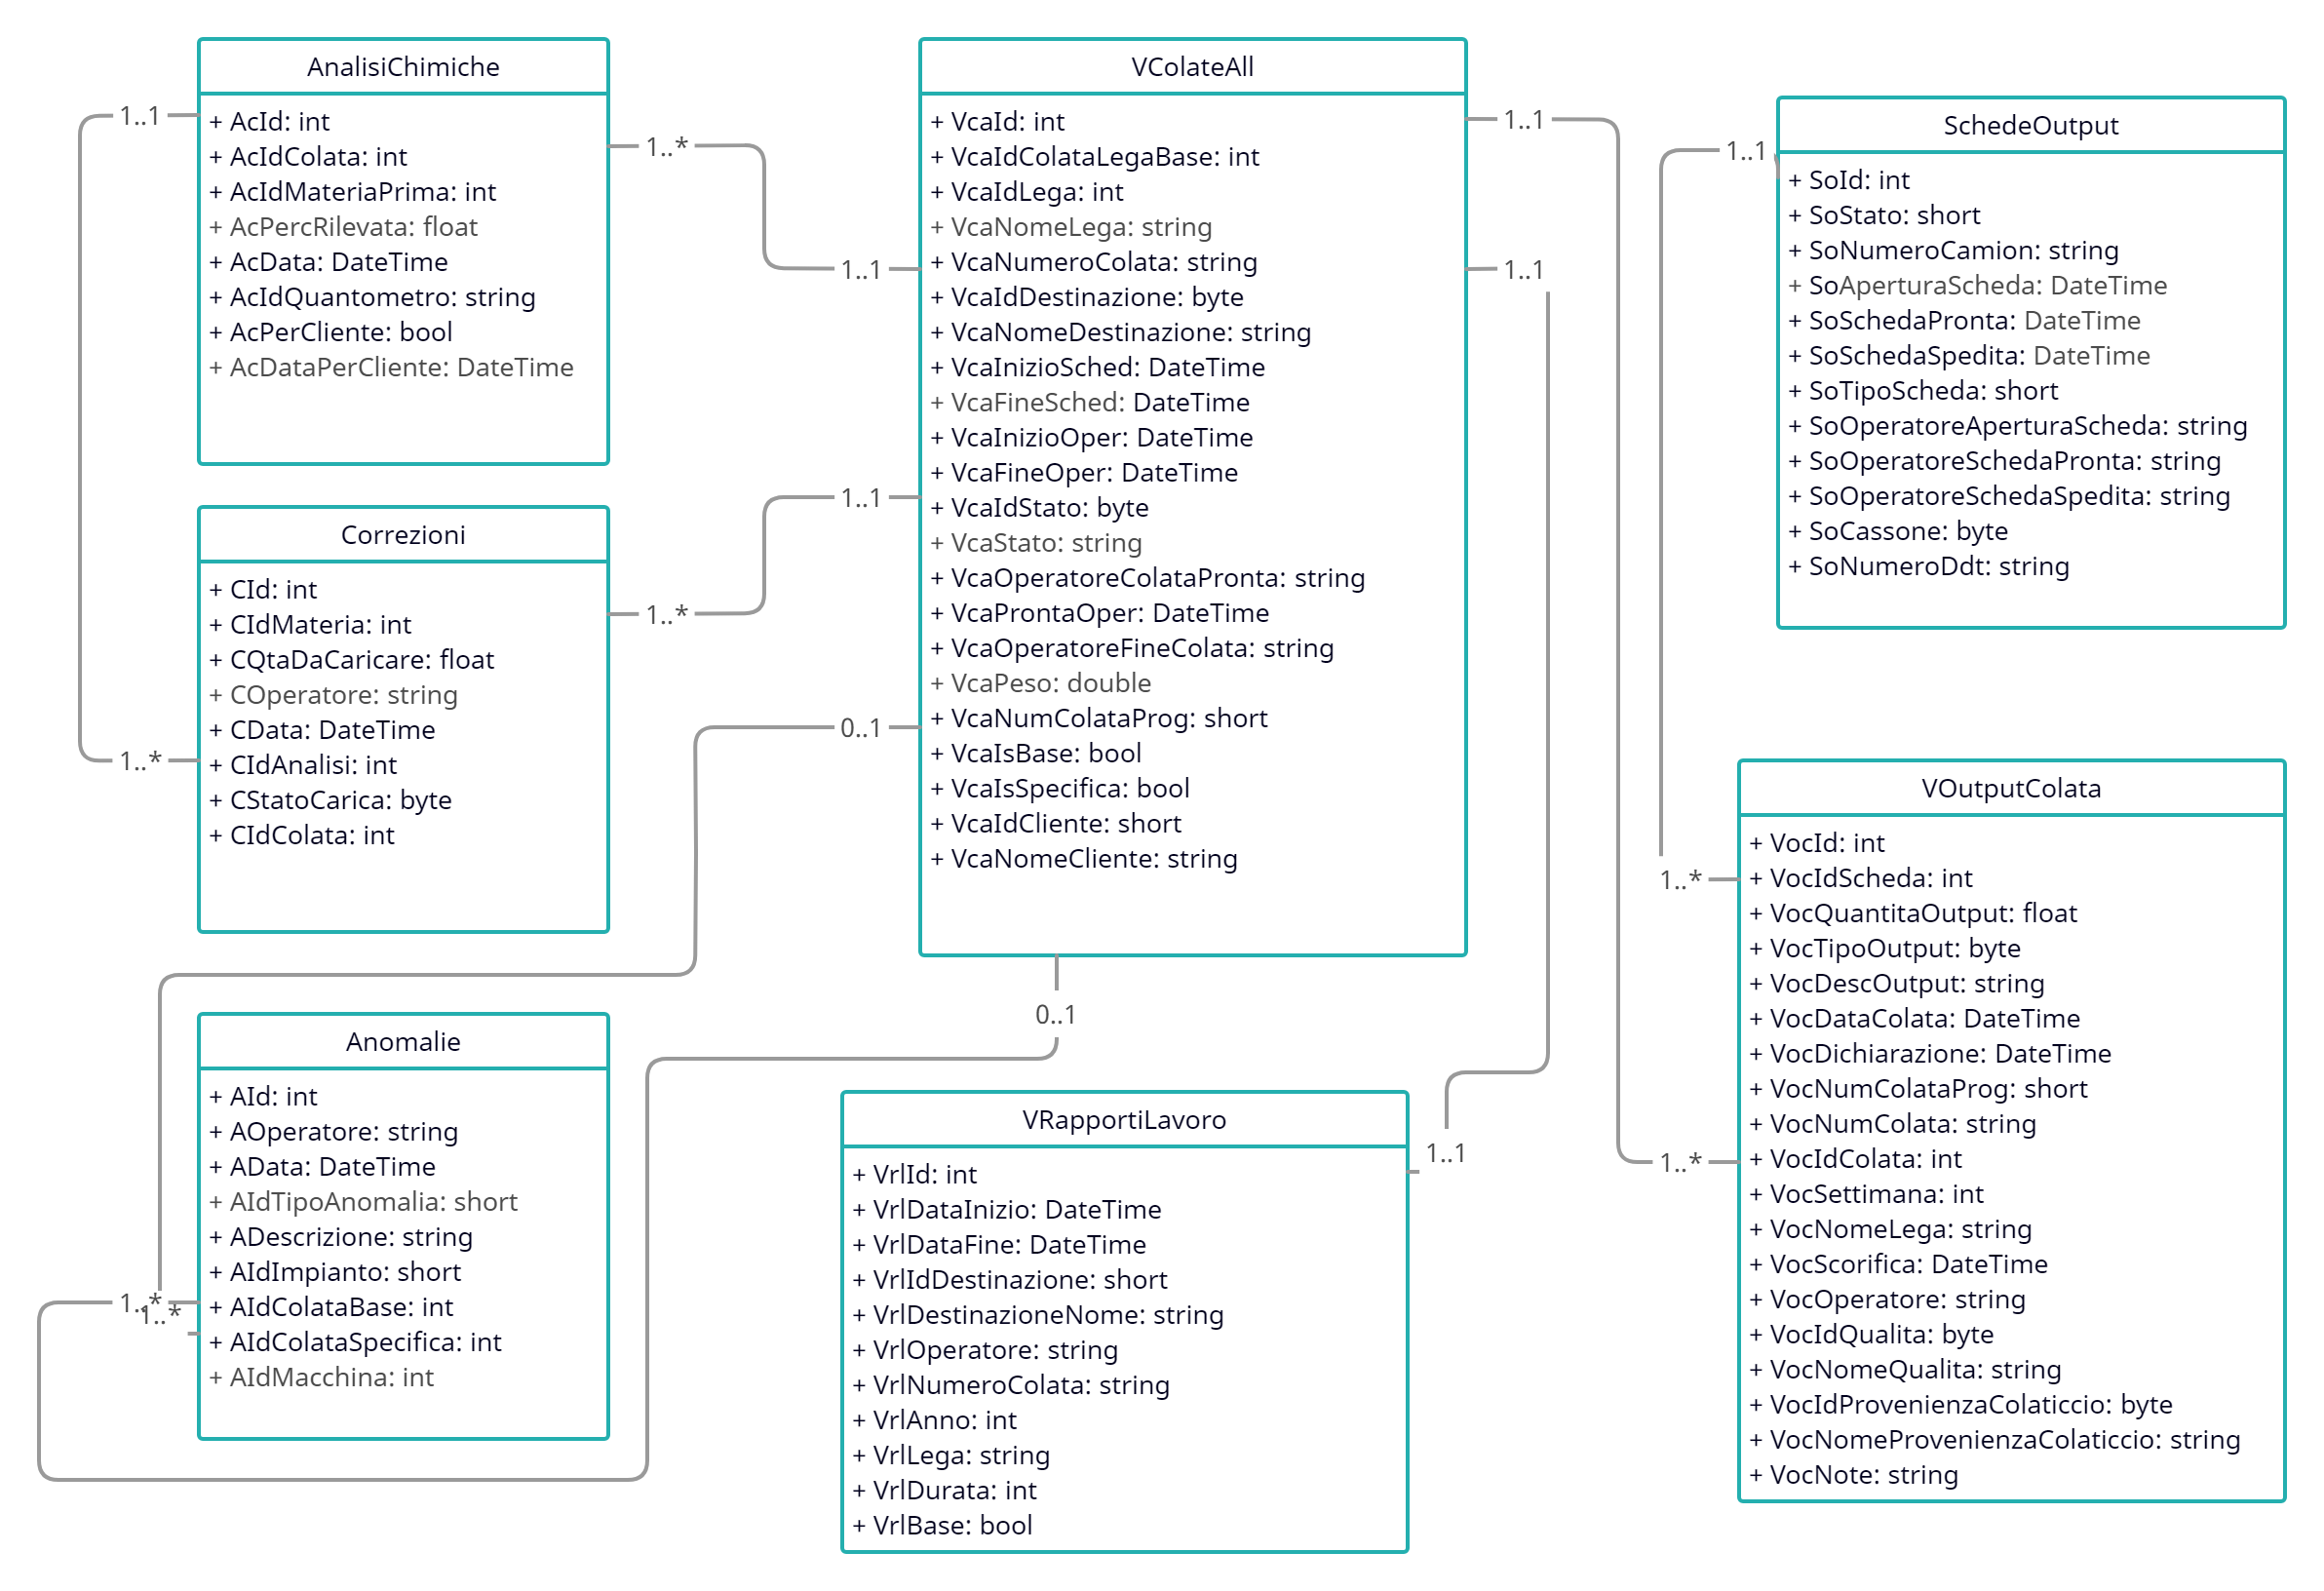 AnalisiChimiche
+ AcId: int
+ AcIdColata: int
+ AcIdMateriaPrima: int
+ AcPercRilevata: float
+ AcData: DateTime
+ AcIdQuantometro: string
+ AcPerCliente: bool
+ AcDataPerCliente: DateTime
1..1
1..*
Correzioni
+ CId: int
+ CIdMateria: int
+ CQtaDaCaricare: float
+ COperatore: string
+ CData: DateTime
+ CIdAnalisi: int
+ CStatoCarica: byte
+ CIdColata: int
1..*
1..*
Anomalie
+ AId: int
+ AOperatore: string
+ AData: DateTime
+ AIdTipoAnomalia: short
+ ADescrizione: string
+ AIdImpianto: short
+ AIdColataBase: int
+ AIdColataSpecifica: int
+ AIdMacchina: int
1..*
1..*
VColateAll
+ VcaId: int
+ VcaIdColataLegaBase: int
+ VcaIdLega: int
+ VcaNomeLega: string
+ VcaNumeroColata: string
+ VcaIdDestinazione: byte
+ VcaNomeDestinazione: string
+ VcaInizioSched: DateTime
+ VcaFineSched: DateTime
+ VcaInizioOper: DateTime
+ VcaFineOper: DateTime
+ VcaIdStato: byte
+ VcaStato: string
+ VcaOperatoreColataPronta: string
+ VcaProntaOper: DateTime
+ VcaOperatoreFineColata: string
+ VcaPeso: double
+ VcaNumColataProg: short
+ VcaIsBase: bool
+ VcaIsSpecifica: bool
+ VcaIdCliente: short
+ VcaNomeCliente: string
1..1
1..1
0..1
0..1
1..1
1..1
VRapportiLavoro
+ VrlId: int
+ VrlDataInizio: DateTime
+ VrlDataFine: DateTime
+ VrlIdDestinazione: short
+ VrlDestinazioneNome: string
+ VrlOperatore: string
+ VrlNumeroColata: string
+ VrlAnno: int
+ VrlLega: string
+ VrlDurata: int
+ VrlBase: bool
1..1
SchedeOutput
+ SoId: int
+ SoStato: short
+ SoNumeroCamion: string
+ SoAperturaScheda: DateTime
+ SoSchedaPronta: DateTime
+ SoSchedaSpedita: DateTime
+ SoTipoScheda: short
+ SoOperatoreAperturaScheda: string
+ SoOperatoreSchedaPronta: string
+ SoOperatoreSchedaSpedita: string
+ SoCassone: byte
+ SoNumeroDdt: string
1..1
VOutputColata
+ VocId: int
+ VocIdScheda: int
+ VocQuantitaOutput: float
+ VocTipoOutput: byte
+ VocDescOutput: string
+ VocDataColata: DateTime
+ VocDichiarazione: DateTime
+ VocNumColataProg: short
+ VocNumColata: string
+ VocIdColata: int
+ VocSettimana: int
+ VocNomeLega: string
+ VocScorifica: DateTime
+ VocOperatore: string
+ VocIdQualita: byte
+ VocNomeQualita: string
+ VocIdProvenienzaColaticcio: byte
+ VocNomeProvenienzaColaticcio: string
+ VocNote: string
1..*
1..*